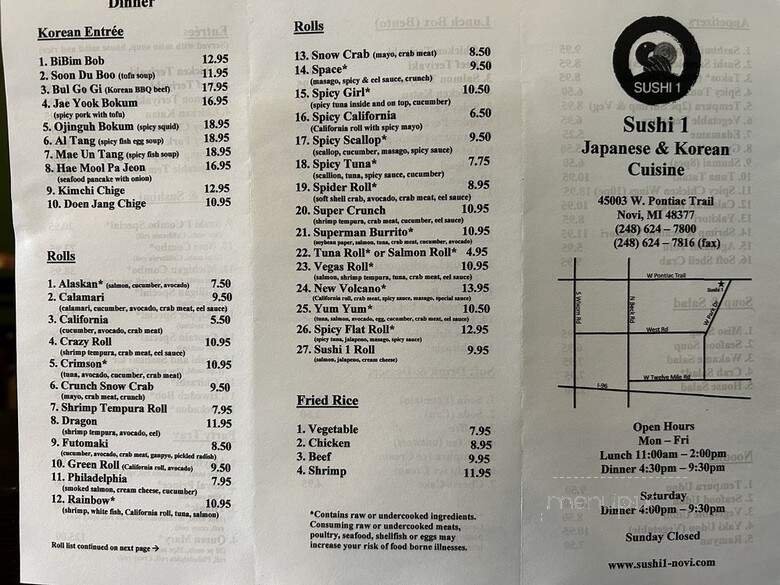 Dinner
Korean Entrée
1. BiBim Bob 12.95
2. Soon Du Boo (tofu soup) 11.95
3. Bul Go Gi (Korean BBQ beef) 17.95
4. Jae Yook Bokum 16.95
(spicy pork with tofu)
5. Ojinguh Bokum (spicy squid) 18.95
6. Al Tang (spicy fish egg soup) 18.95
7. Mae Un Tang (spicy fish soup) 18.95
8. Hae Mool Pa Jeon 16.95
(seafood pancake with onion)
9. Kimchi Chige 12.95
10. Doen Jang Chige 10.95
Rolls
1. Alaskan* (salmon, cucumber, avocado) 7.50
2. Calamari 9.50
(calamari, cucumber, avocado, crab meat, eel sauce)
3. California 5.50
(cucumber, avocado, crab meat)
4. Crazy Roll 10.95
(shrimp tempura, crab meat, eel sauce)
5. Crimson* 10.95
(tuna, avocado, cucumber, crab meat)
6. Crunch Snow Crab 9.50
(mayo, crab meat, crunch)
7. Shrimp Tempura Roll 7.95
8. Dragon 11.95
(shrimp tempura, avocado, eel)
9. Futomaki 8.50
(cucumber, avocado, crab meat, ganpyo, pickled radish)
10. Green Roll (California roll, avocado) 9.50
11. Philadelphia 7.95
(smoked salmon, cream cheese, cucumber)
12. Rainbow* 10.95
(shrimp, white fish, California roll, tuna, salmon)
Roll list continued on next page →
Rolls
13. Snow Crab (mayo, crab meat) 8.50
14. Space* 9.50
(masago, spicy & eel sauce, crunch)
15. Spicy Girl* 10.50
(spicy tuna inside and on top, cucumber)
16. Spicy California 6.50
(California roll with spicy mayo)
17. Spicy Scallop* 9.50
(scallop, cucumber, masago, spicy sauce)
18. Spicy Tuna* 7.75
(scallion, tuna, spicy sauce, cucumber)
19. Spider Roll* 8.95
(soft shell crab, avocado, crab meat, eel sauce)
20. Super Crunch 10.95
(shrimp tempura, crab meat, cucumber, eel sauce)
21. Superman Burrito* 10.95
(soybean paper, salmon, tuna, crab meat, cucumber, avocado)
22. Tuna Roll* or Salmon Roll* 4.95
23. Vegas Roll* 10.95
(salmon, shrimp tempura, tuna, crab meat, eel sauce)
24. New Volcano* 13.95
(California roll, crab meat, spicy sauce, masago, special sauce)
25. Yum Yum* 10.50
(tuna, salmon, avocado, egg, cucumber, crab meat, eel sauce)
26. Spicy Flat Roll* 12.95
(spicy tuna, jalapeno, masago, spicy sauce)
27. Sushi 1 Roll 9.95
(salmon, jalapeno, cream cheese)
Fried Rice
1. Vegetable 7.95
2. Chicken 8.95
3. Beef 9.95
4. Shrimp 11.95
*Contains raw or undercooked ingredients.
Consuming raw or undercooked meats,
poultry, seafood, shellfish or eggs may
increase your risk of food borne illnesses.
SUSHI 1
Sushi 1
Japanese & Korean
Cuisine
45003 W. Pontiac Trail
Novi, MI 48377
(248) 624 – 7800
(248) 624 – 7816 (fax)
W Pontiac Trail
Sushi 1
S Wixom Rd
N Beck Rd
W Park Dr
West Rd
W Twelve Mile Rd
I-96
Open Hours
Mon – Fri
Lunch 11:00am – 2:00pm
Dinner 4:30pm – 9:30pm
Saturday
Dinner 4:00pm – 9:30pm
Sunday Closed
www.sushi1-novi.com